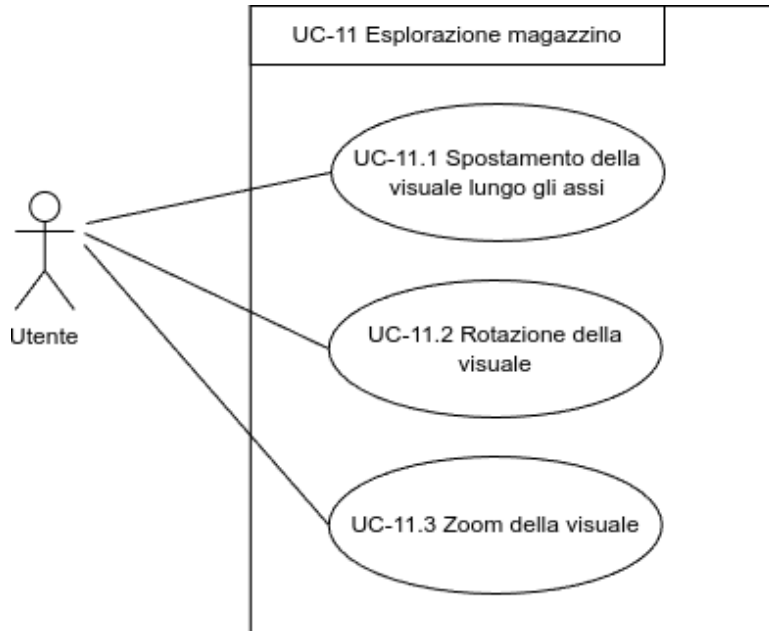 UC-11 Esplorazione magazzino
UC-11.1 Spostamento della
visuale lungo gli assi
Utente
UC-11.2 Rotazione della
visuale
UC-11.3 Zoom della visuale